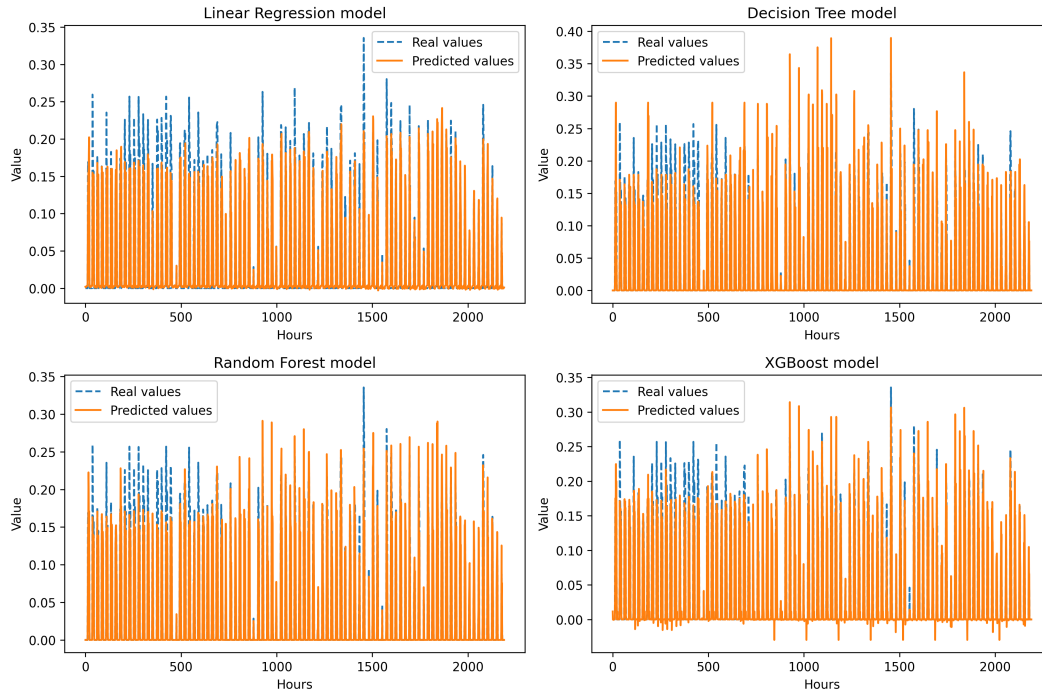 Linear Regression model
0.35
0.30
0.25
0.20
0.15
0.10
0.05
0.00
Value
Real values
Predicted values
0 500 1000 1500 2000
Hours
Decision Tree model
0.40
0.35
0.30
0.25
0.20
0.15
0.10
0.05
0.00
Value
Real values
Predicted values
0 500 1000 1500 2000
Hours
Random Forest model
0.35
0.30
0.25
0.20
0.15
0.10
0.05
0.00
Value
Real values
Predicted values
0 500 1000 1500 2000
Hours
XGBoost model
0.35
0.30
0.25
0.20
0.15
0.10
0.05
0.00
Value
Real values
Predicted values
0 500 1000 1500 2000
Hours